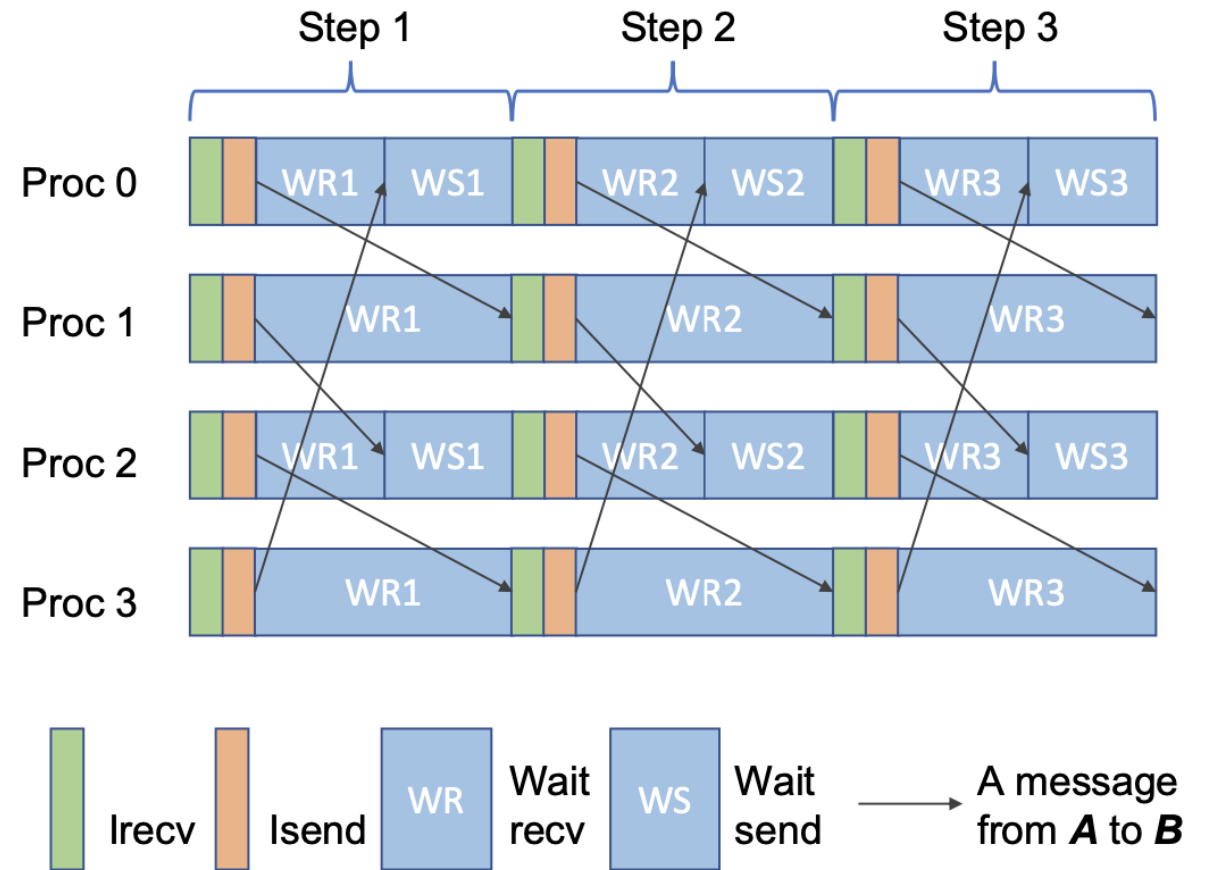 Step 1 Step 2 Step 3
Proc 0 WR1 WS1 WR2 WS2 WR3 WS3
Proc 1 WR1 WR2 WR3
Proc 2 WR1 WS1 WR2 WS2 WR3 WS3
Proc 3 WR1 WR2 WR3
Irecv
Isend
WR
Wait
recv
WS
Wait
send
A message
from A to B